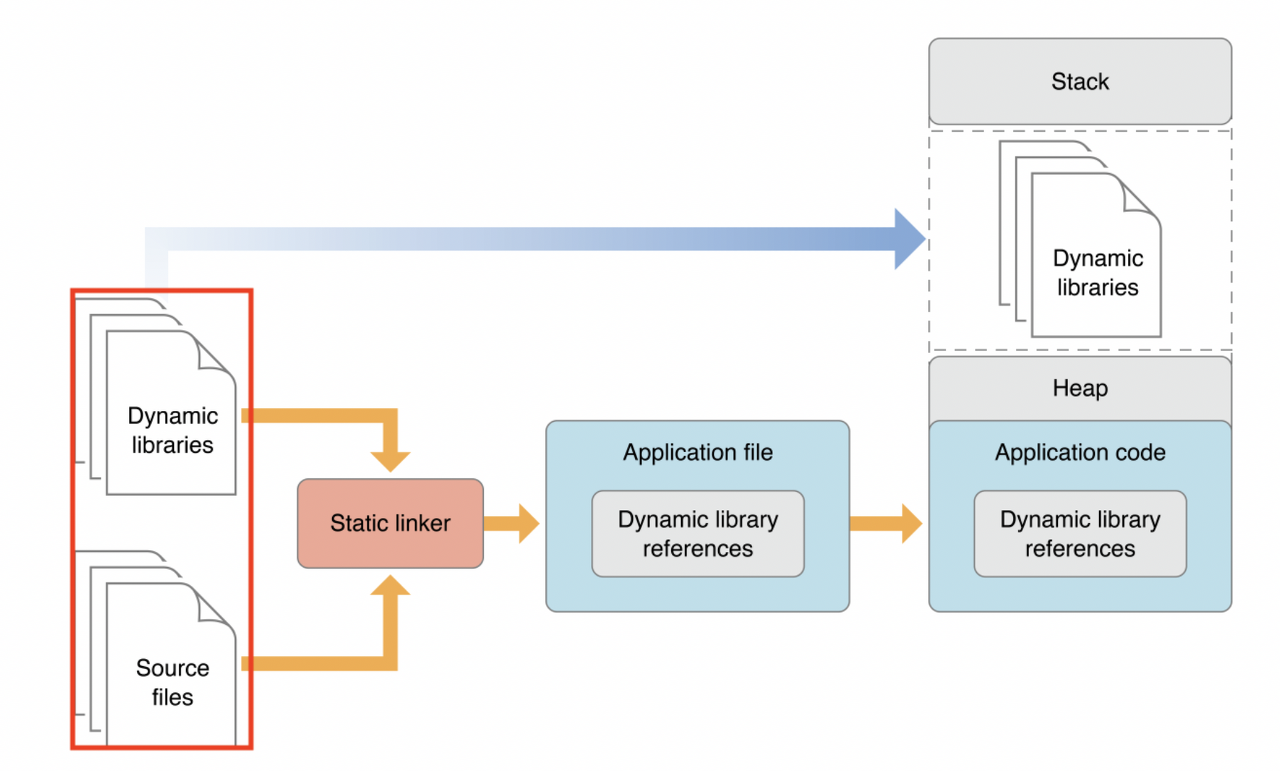 Stack
Dynamic
libraries
Heap
Dynamic
libraries
Static linker
Application file
Dynamic library
references
Application code
Dynamic library
references
Source
files